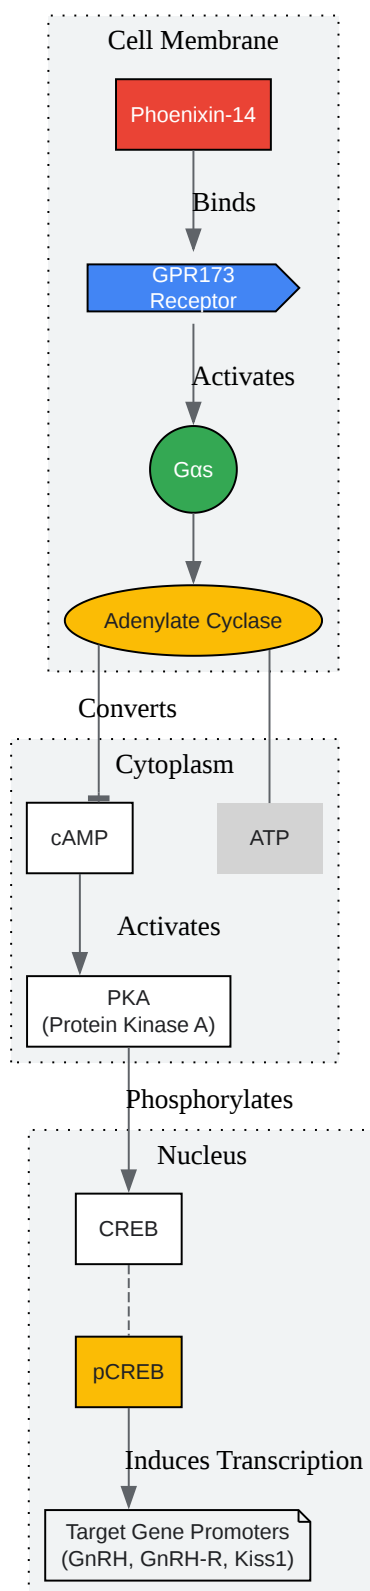 Cell Membrane
Phoenixin-14
Binds
GPR173
Receptor
Activates
Gαs
Adenylate Cyclase
Converts
Cytoplasm
cAMP
ATP
Activates
PKA
(Protein Kinase A)
Phosphorylates
Nucleus
CREB
pCREB
Induces Transcription
Target Gene Promoters
(GnRH, GnRH-R, Kiss1)